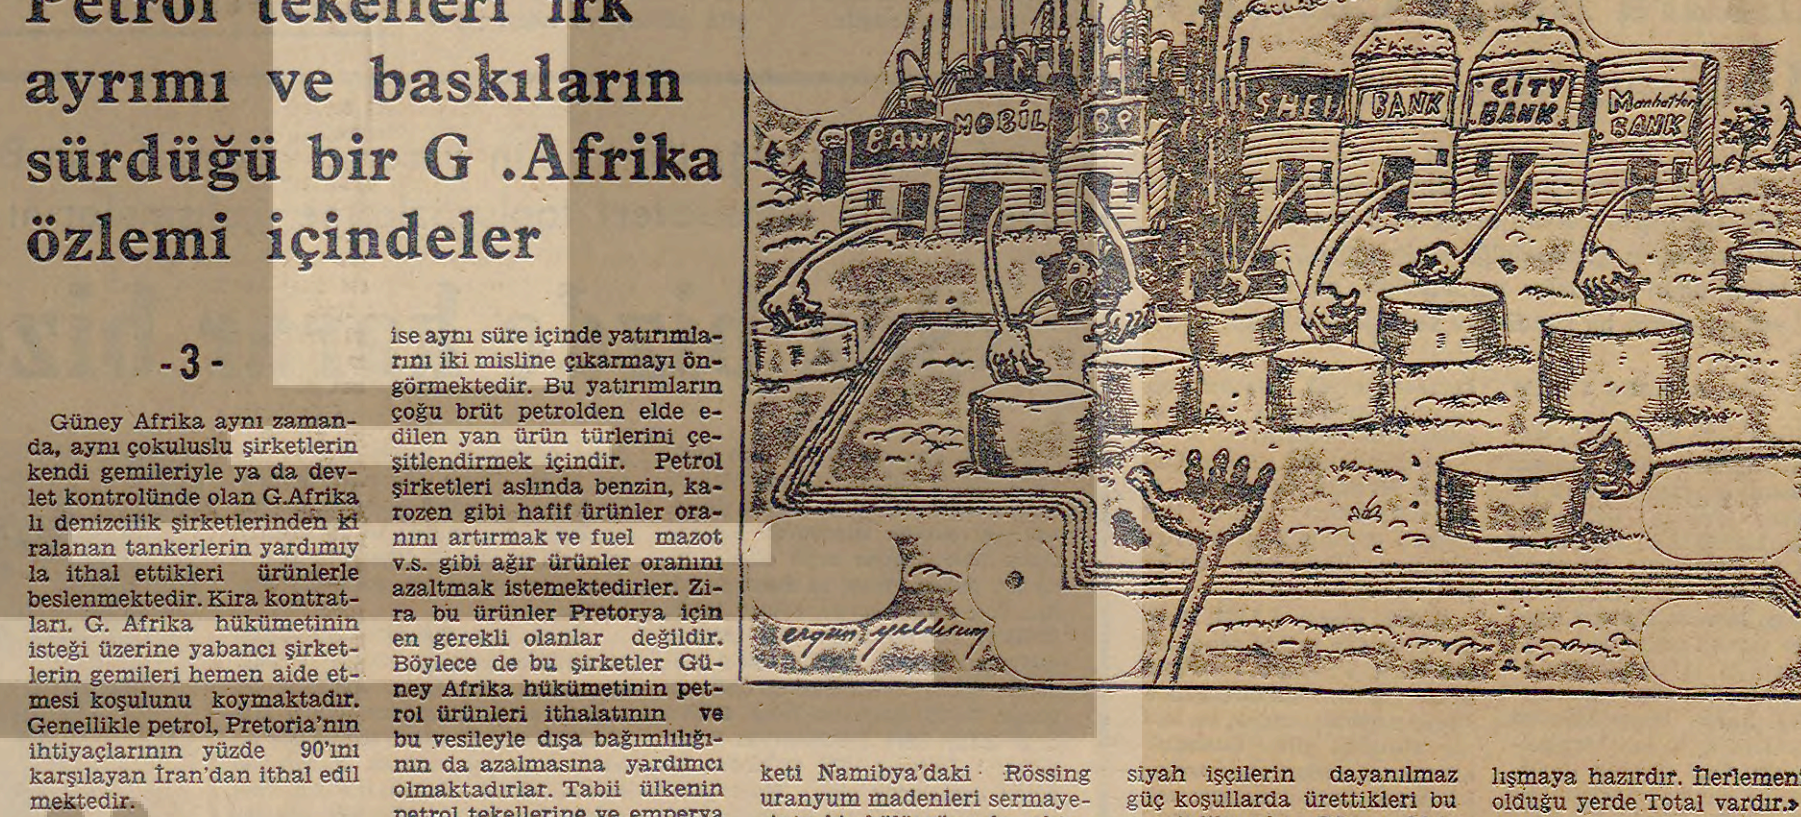 Petrol tekelleri ırk
ayrımı ve baskıların
sürdüğü bir G .Afrika
özlemi içindeler
- 3 -
Güney Afrika aynı zaman-
da, aynı çokuluslu şirketlerin
kendi gemileriyle ya da dev-
let kontrolünde olan G.Afrika
lı denizcilik şirketlerinden ki
ralanan tankerlerin yardımıy
la ithal ettikleri ürünlerle
beslenmektedir. Kira kontrat-
ları. G. Afrika hükümetinin
isteği üzerine yabancı şirket-
lerin gemileri hemen aide et-
mesi koşulunu koymaktadır.
Genellikle petrol, Pretoria'nın
ihtiyaçlarının yüzde 90'ını
karşılayan İran'dan ithal edil
mektedir.
ise aynı süre içinde yatırımla-
rını iki misline çıkarmayı ön-
görmektedir. Bu yatırımların
çoğu brüt petrolden elde e-
dilen yan ürün türlerini çe-
şitlendirmek içindir. Petrol
şirketleri aslında benzin, ka-
rozen gibi hafif ürünler ora-
nını artırmak ve fuel mazot
v.s. gibi ağır ürünler oranını
azaltmak istemektedirler. Zi-
ra bu ürünler Pretorya için
en gerekli olanlar değildir.
Böylece de bu şirketler Gü-
ney Afrika hükümetinin pet-
rol ürünleri ithalatının ve
bu vesileyle dışa bağımlılığı-
nın da azalmasına yardımcı
olmaktadırlar. Tabii ülkenin
petrol tekellerine ve emperya
BANK
MOBİL
BP
SHELL
BANK
CİTY
BANK
Manhatten
BANK
ergün yıldırım
keti Namibya'daki Rössing
uranyum madenleri sermaye-
siyah işçilerin dayanılmaz
güç koşullarda ürettikleri bu
lışmaya hazırdır. İlerlemen
olduğu yerde Total vardır.»